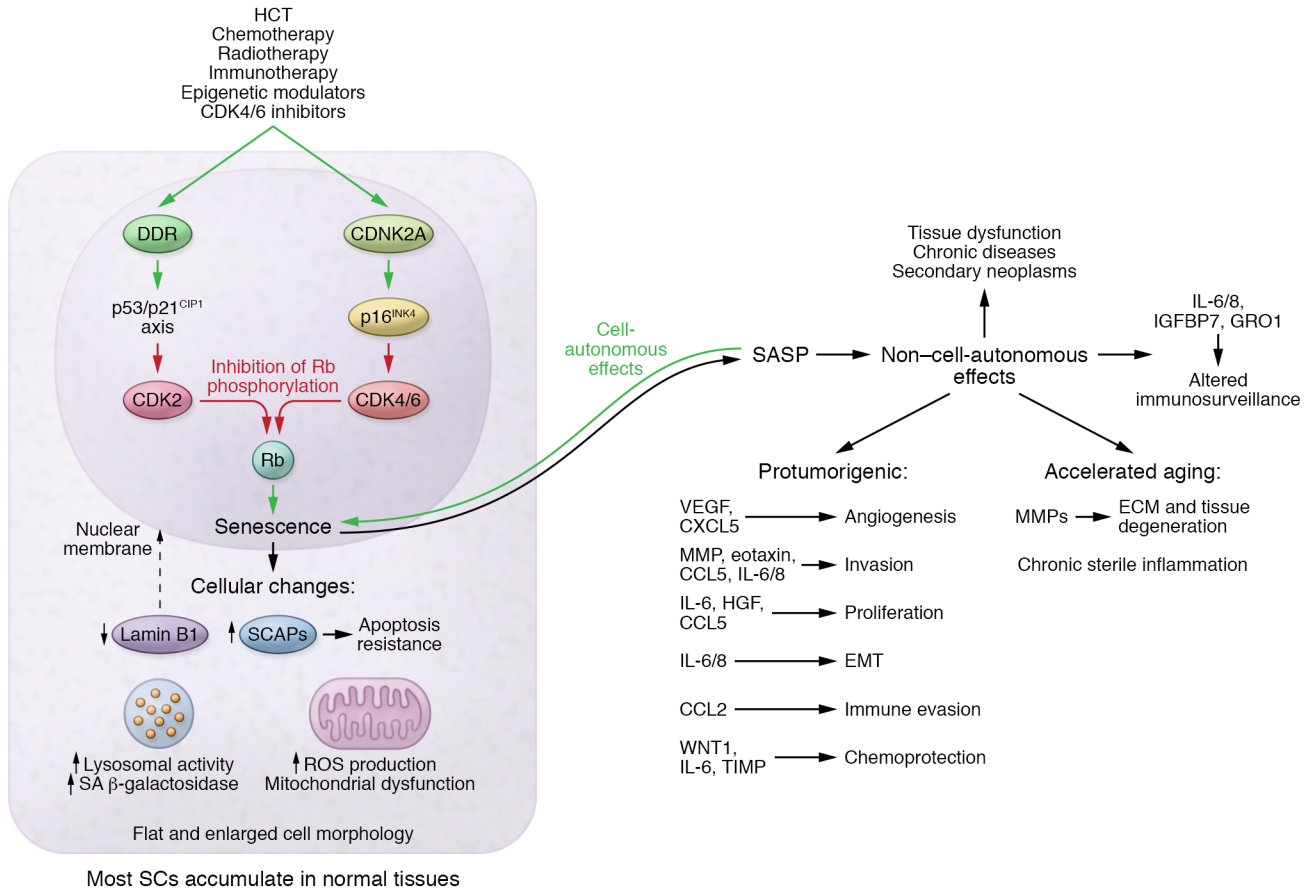 HCT
Chemotherapy
Radiotherapy
Immunotherapy
Epigenetic modulators
CDK4/6 inhibitors
DDR
CDNK2A
p53/p21CIP1
axis
p16INK4
Inhibition of Rb
phosphorylation
CDK2
CDK4/6
Rb
Senescence
Nuclear
membrane
Cellular changes:
Lamin B1
SCAPs
Apoptosis
resistance
Lysosomal activity
SA β-galactosidase
ROS production
Mitochondrial dysfunction
Flat and enlarged cell morphology
Most SCs accumulate in normal tissues
Cell-
autonomous
effects
SASP
Non–cell-autonomous
effects
Tissue dysfunction
Chronic diseases
Secondary neoplasms
IL-6/8,
IGFBP7, GRO1
Altered
immunosurveillance
Protumorigenic:
VEGF,
CXCL5
Angiogenesis
MMP, eotaxin,
CCL5, IL-6/8
Invasion
IL-6, HGF,
CCL5
Proliferation
IL-6/8
EMT
CCL2
Immune evasion
WNT1,
IL-6, TIMP
Chemoprotection
Accelerated aging:
MMPs
ECM and tissue
degeneration
Chronic sterile inflammation